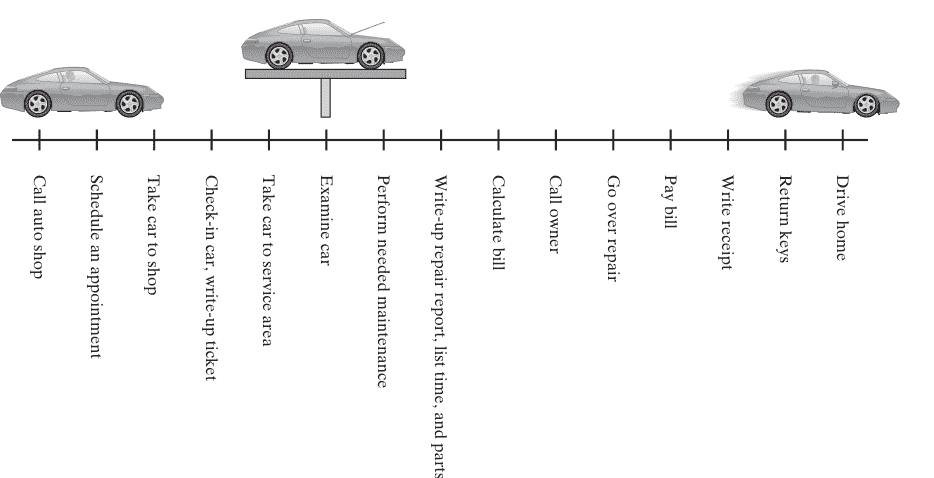 Call auto shop
Schedule an appointment
Take car to shop
Check-in car, write-up ticket
Take car to service area
Examine car
Perform needed maintenance
Write-up repair report, list time, and parts
Calculate bill
Call owner
Go over repair
Pay bill
Write receipt
Return keys
Drive home